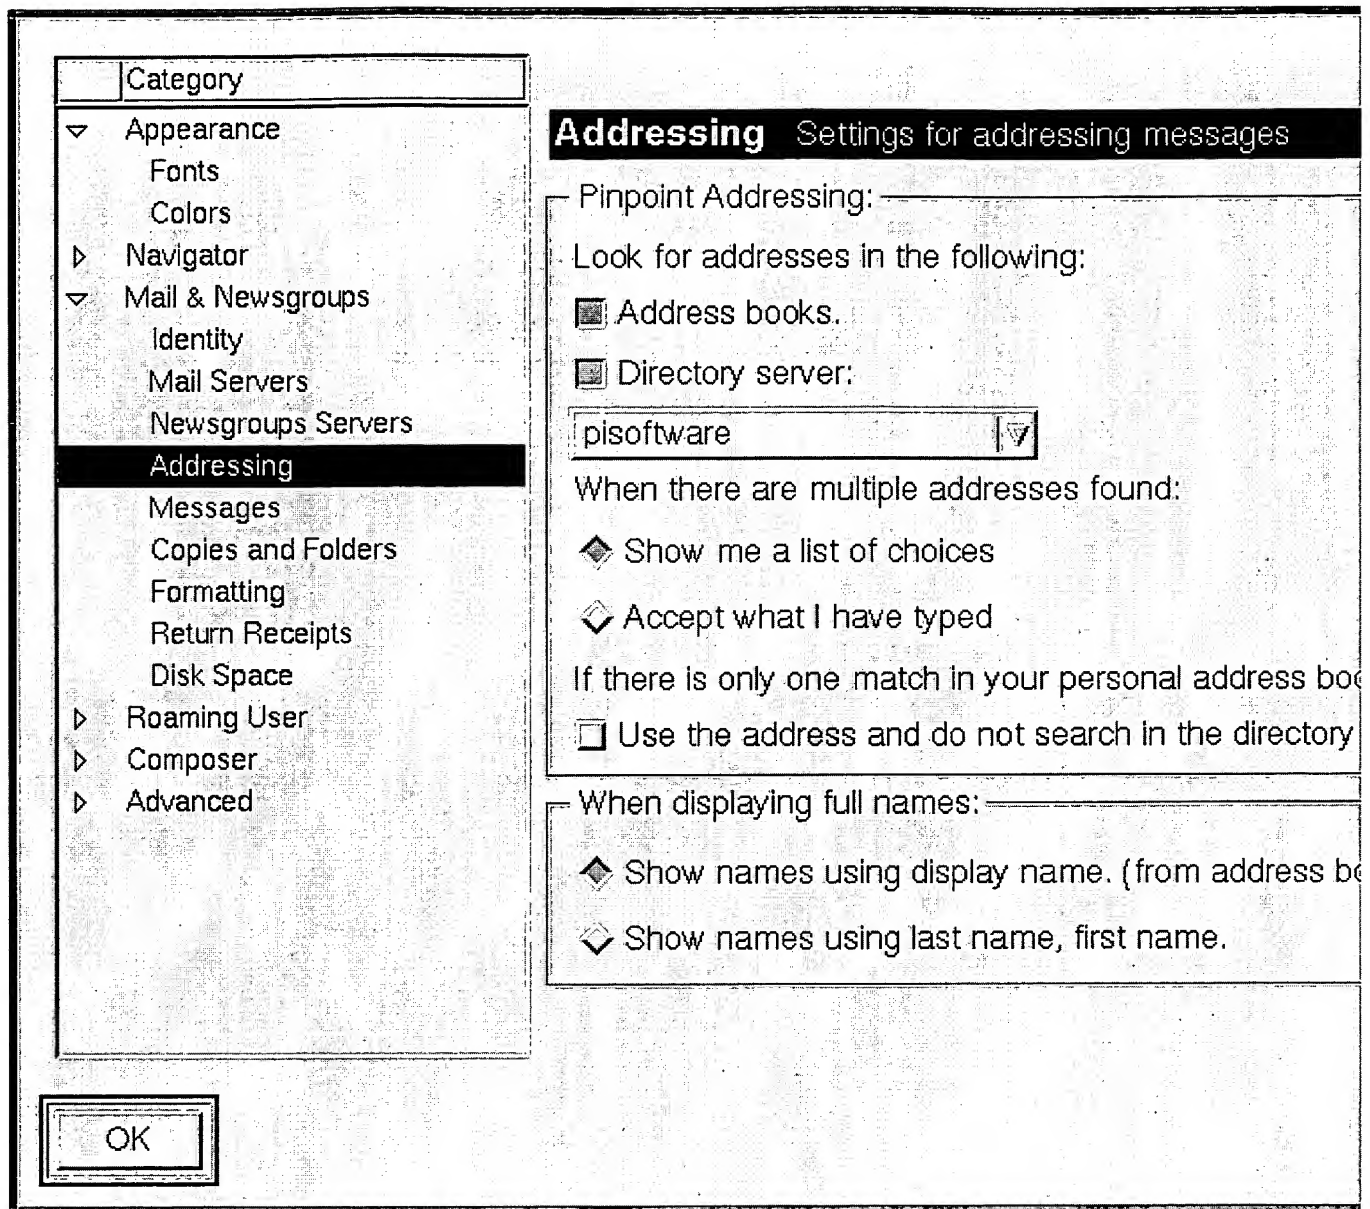 Category
Appearance
Fonts
Colors
Navigator
Mail & Newsgroups
Identity
Mail Servers
Newsgroups Servers
Addressing
Messages
Copies and Folders
Formatting
Return Receipts
Disk Space
Roaming User
Composer
Advanced
Addressing Settings for addressing messages
Pinpoint Addressing:
Look for addresses in the following:
Address books.
Directory server:
pisoftware
When there are multiple addresses found:
Show me a list of choices
Accept what I have typed
If there is only one match in your personal address
Use the address and do not search in the directory
When displaying full names:
Show names using display name. (from address
Show names using last name, first name.
OK